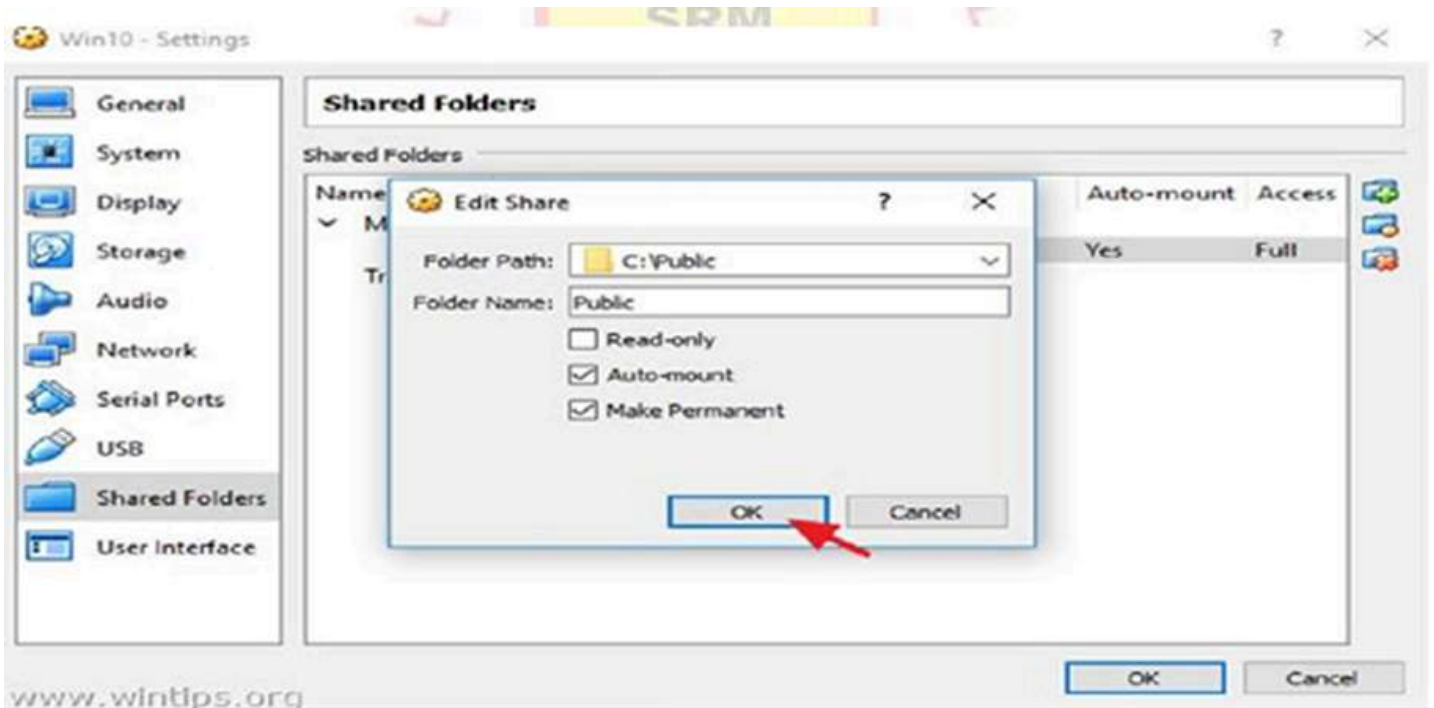 SRM
Win10 - Settings
?
General
System
Display
Storage
Audio
Network
Serial Ports
USB
Shared Folders
User Interface
Shared Folders
Shared Folders
Name
Auto-mount Access
M
Yes Full
Tr
Edit Share
?
Folder Path: C:\Public
Folder Name: Public
Read-only
Auto-mount
Make Permanent
OK Cancel
OK Cancel
www.wintips.org